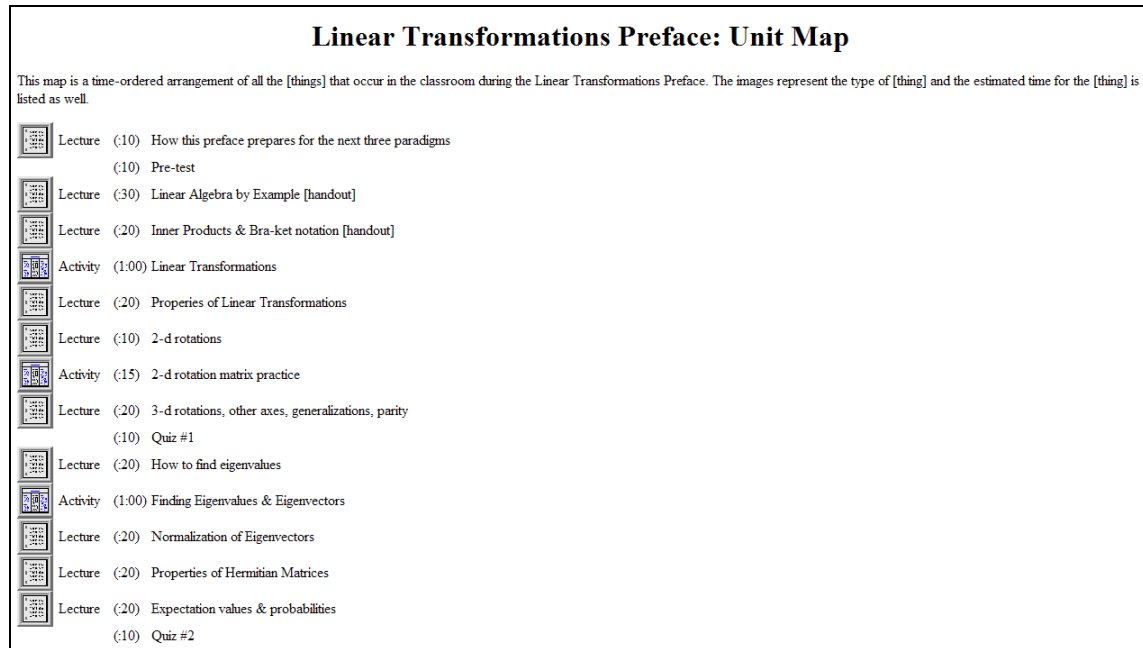 Linear Transformations Preface: Unit Map
This map is a time-ordered arrangement of all the [things] that occur in the classroom during the Linear Transformations Preface. The images represent the type of [thing] and the estimated time for the [thing] is
listed as well.
Lecture (:10) How this preface prepares for the next three paradigms
(:10) Pre-test
Lecture (:30) Linear Algebra by Example [handout]
Lecture (:20) Inner Products & Bra-ket notation [handout]
Activity (1:00) Linear Transformations
Lecture (:20) Properies of Linear Transformations
Lecture (:10) 2-d rotations
Activity (:15) 2-d rotation matrix practice
Lecture (:20) 3-d rotations, other axes, generalizations, parity
(:10) Quiz #1
Lecture (:20) How to find eigenvalues
Activity (1:00) Finding Eigenvalues & Eigenvectors
Lecture (:20) Normalization of Eigenvectors
Lecture (:20) Properties of Hermitian Matrices
Lecture (:20) Expectation values & probabilities
(:10) Quiz #2